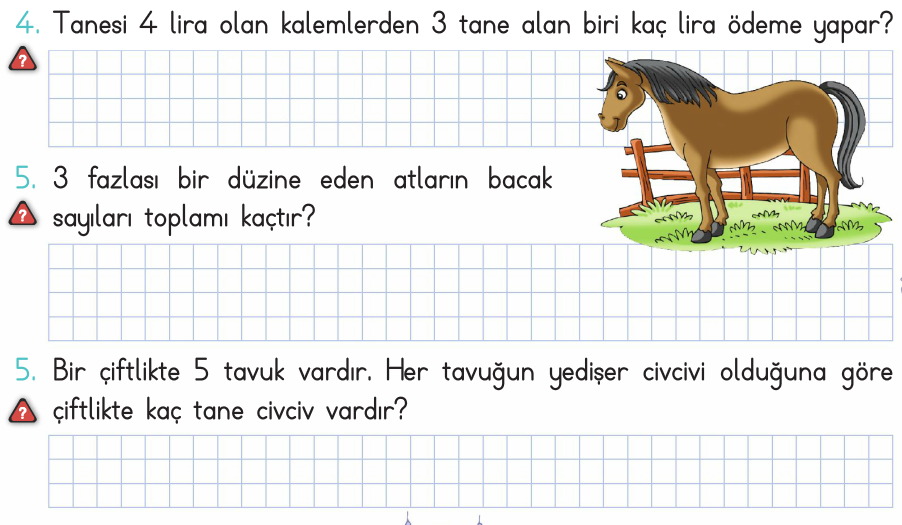 4. Tanesi 4 lira olan kalemlerden 3 tane alan biri kaç lira ödeme yapar?
?
5. 3 fazlası bir düzine eden atların bacak
? sayıları toplamı kaçtır?
5. Bir çiftlikte 5 tavuk vardır. Her tavuğun yedişer civcivi olduğuna göre
? çiftlikte kaç tane civciv vardır?